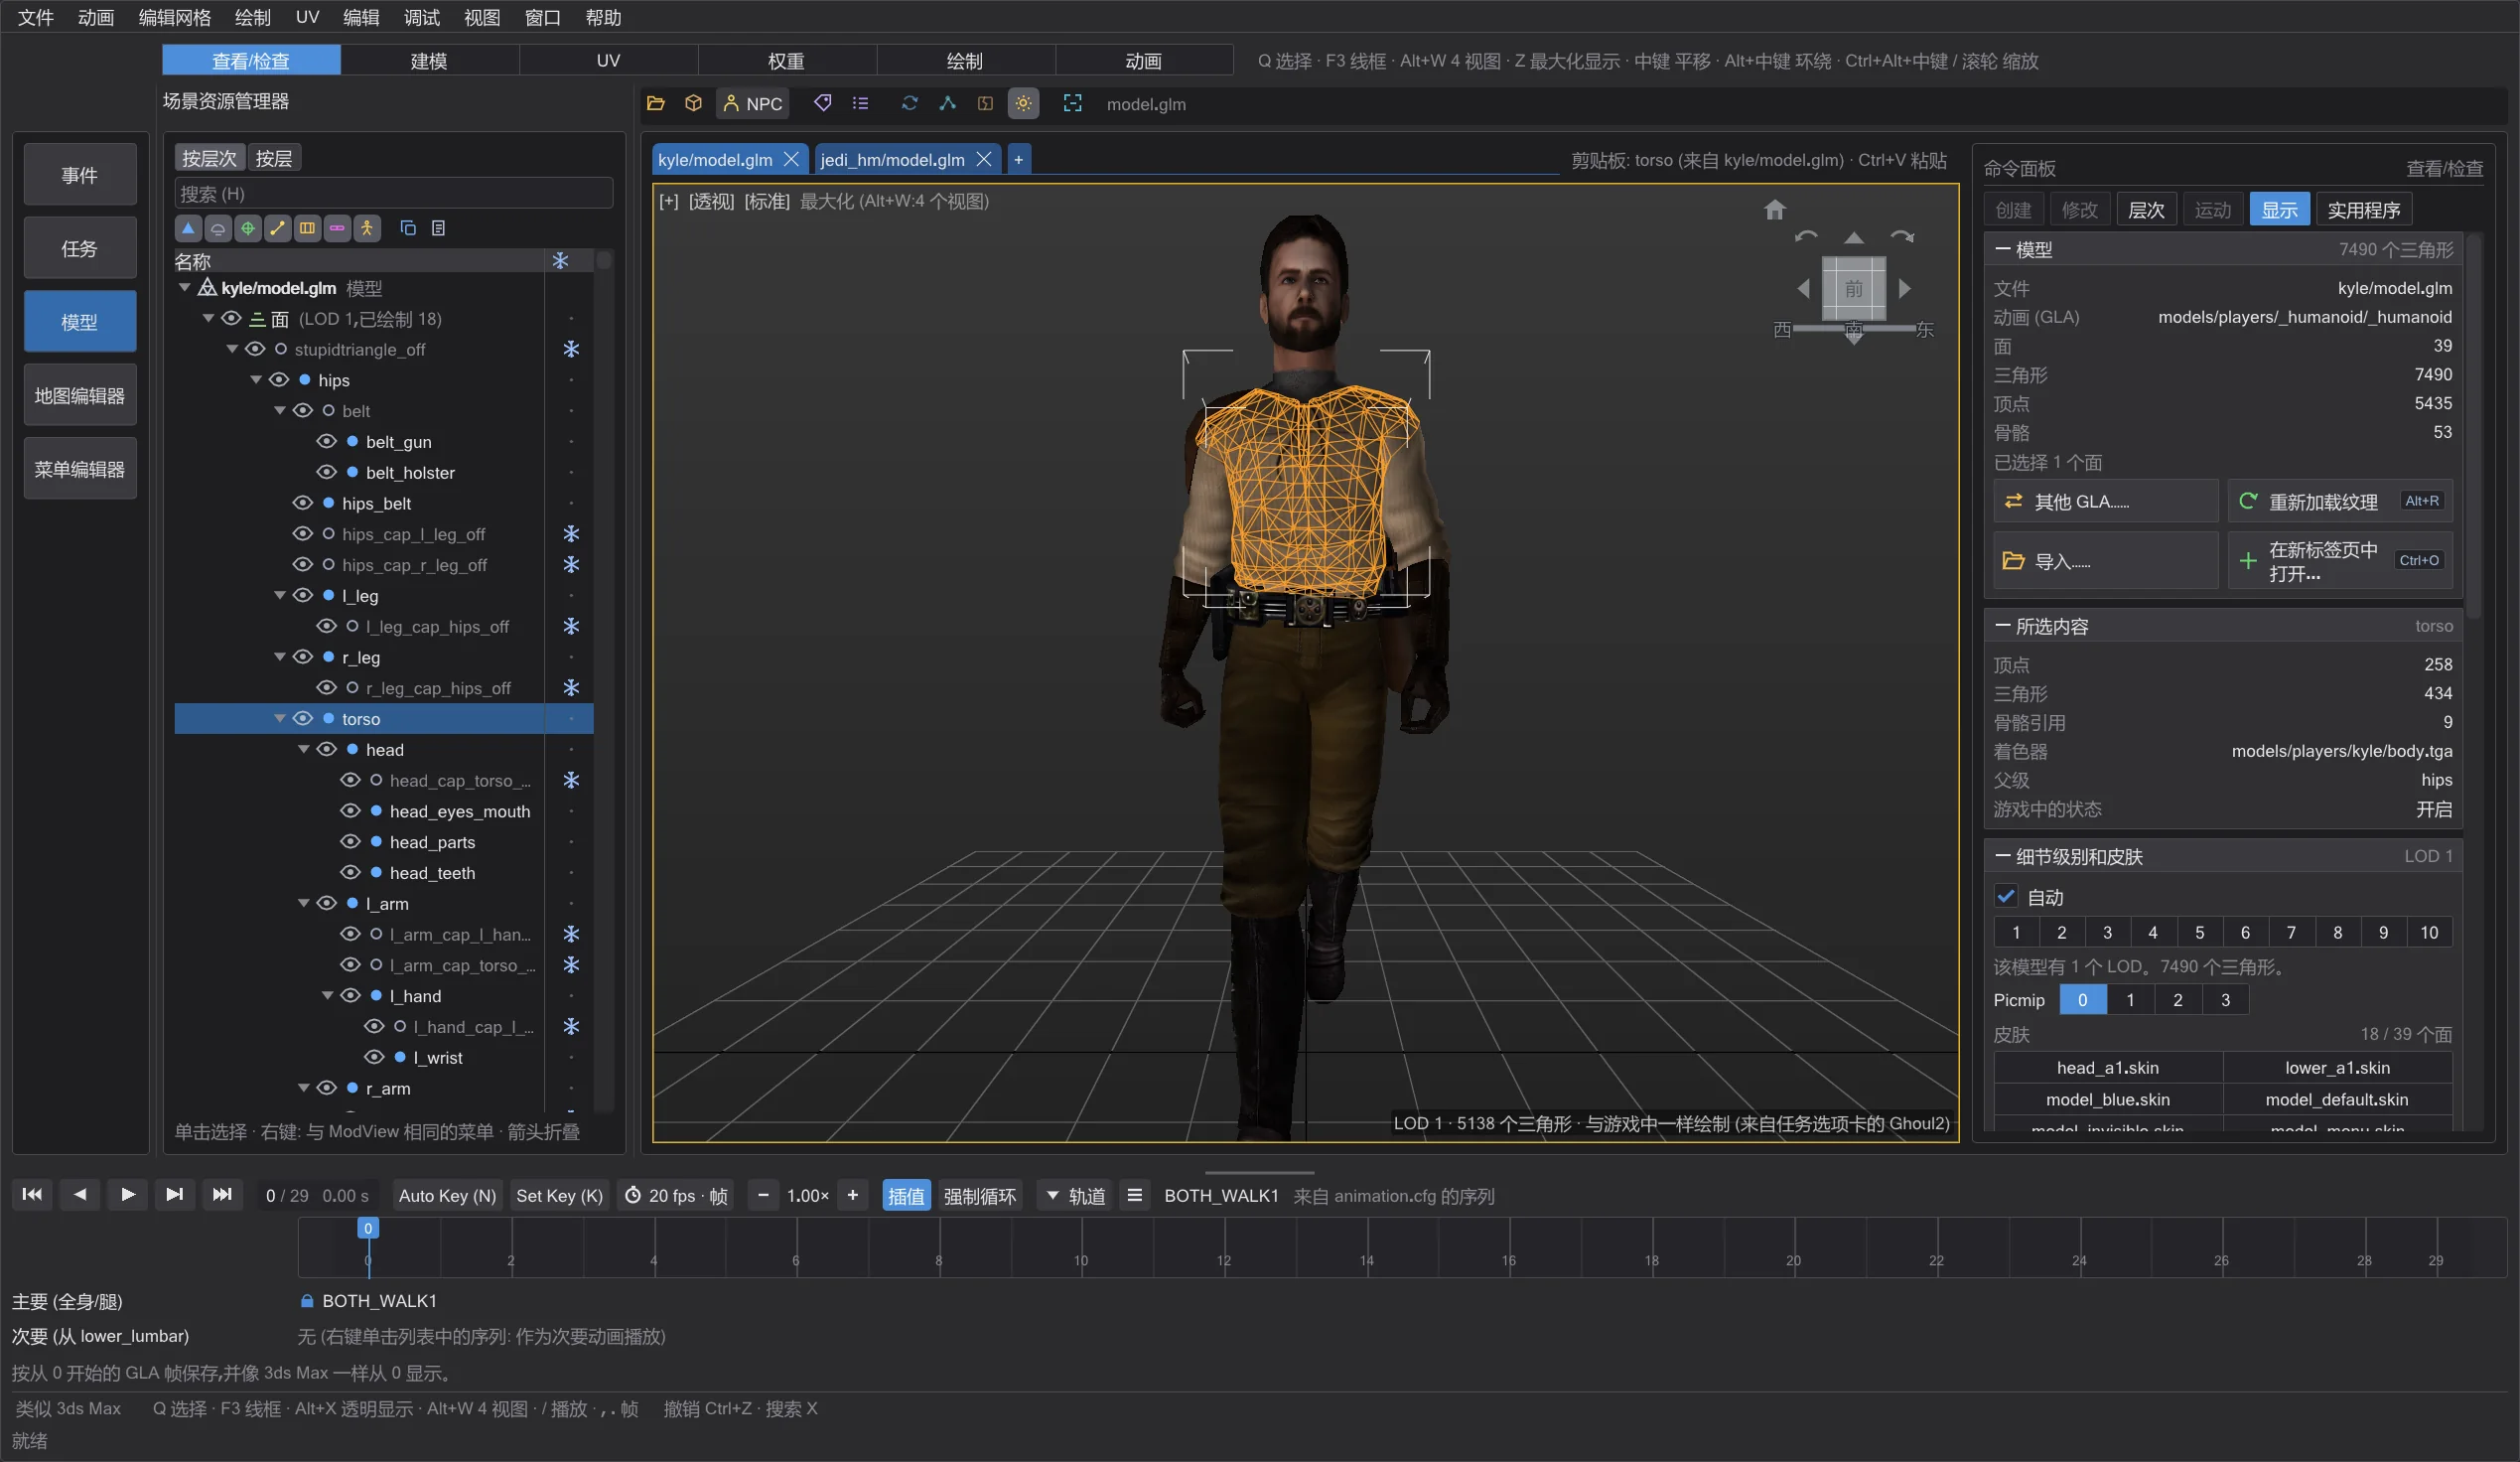 文件 动画 编辑网格 绘制 UV 编辑 调试 视图 窗口 帮助
查看/检查 建模 UV 权重 绘制 动画 Q 选择 · F3 线框 · Alt+W 4 视图 · Z 最大化显示 · 中键 平移 · Alt+中键 环绕 · Ctrl+Alt+中键 / 滚轮 缩放
场景资源管理器
NPC model.glm
事件
任务
模型
地图编辑器
菜单编辑器
按层次 按层
搜索 (H)
名称
kyle/model.glm 模型
面 (LOD 1,已绘制 18)
stupidtriangle_off
hips
belt
belt_gun
belt_holster
hips_belt
hips_cap_l_leg_off
hips_cap_r_leg_off
l_leg
l_leg_cap_hips_off
r_leg
r_leg_cap_hips_off
torso
head
head_cap_torso_...
head_eyes_mouth
head_parts
head_teeth
l_arm
l_arm_cap_l_han...
l_arm_cap_torso_...
l_hand
l_hand_cap_l_...
l_wrist
r_arm
单击选择 · 右键: 与 ModView 相同的菜单 · 箭头折叠
kyle/model.glm jedi_hm/model.glm + 剪贴板: torso (来自 kyle/model.glm) · Ctrl+V 粘贴
[+] [透视] [标准] 最大化 (Alt+W:4 个视图)
前
西 南 东
LOD 1 · 5138 个三角形 · 与游戏中一样绘制 (来自任务选项卡的 Ghoul2)
命令面板 查看/检查
创建 修改 层次 运动 显示 实用程序
模型 7490 个三角形
文件 kyle/model.glm
动画 (GLA) models/players/_humanoid/_humanoid
面 39
三角形 7490
顶点 5435
骨骼 53
已选择 1 个面
其他 GLA...... 重新加载纹理 Alt+R
导入...... 在新标签页中打开... Ctrl+O
所选内容 torso
顶点 258
三角形 434
骨骼引用 9
着色器 models/players/kyle/body.tga
父级 hips
游戏中的状态 开启
细节级别和皮肤 LOD 1
自动
1 2 3 4 5 6 7 8 9 10
该模型有 1 个 LOD。7490 个三角形。
Picmip 0 1 2 3
皮肤 18 / 39 个面
head_a1.skin lower_a1.skin
model_blue.skin model_default.skin
model_invisible.skin model_menu.skin
0 / 29 0.00 s Auto Key (N) Set Key (K) 20 fps · 帧 − 1.00× + 插值 强制循环 轨道 BOTH_WALK1 来自 animation.cfg 的序列
0
0 2 4 6 8 10 12 14 16 18 20 22 24 26 28 29
主要 (全身/腿) BOTH_WALK1
次要 (从 lower_lumbar) 无 (右键单击列表中的序列: 作为次要动画播放)
按从 0 开始的 GLA 帧保存,并像 3ds Max 一样从 0 显示。
类似 3ds Max Q 选择 · F3 线框 · Alt+X 透明显示 · Alt+W 4 视图 · / 播放 · , . 帧 撤销 Ctrl+Z · 搜索 X
就绪